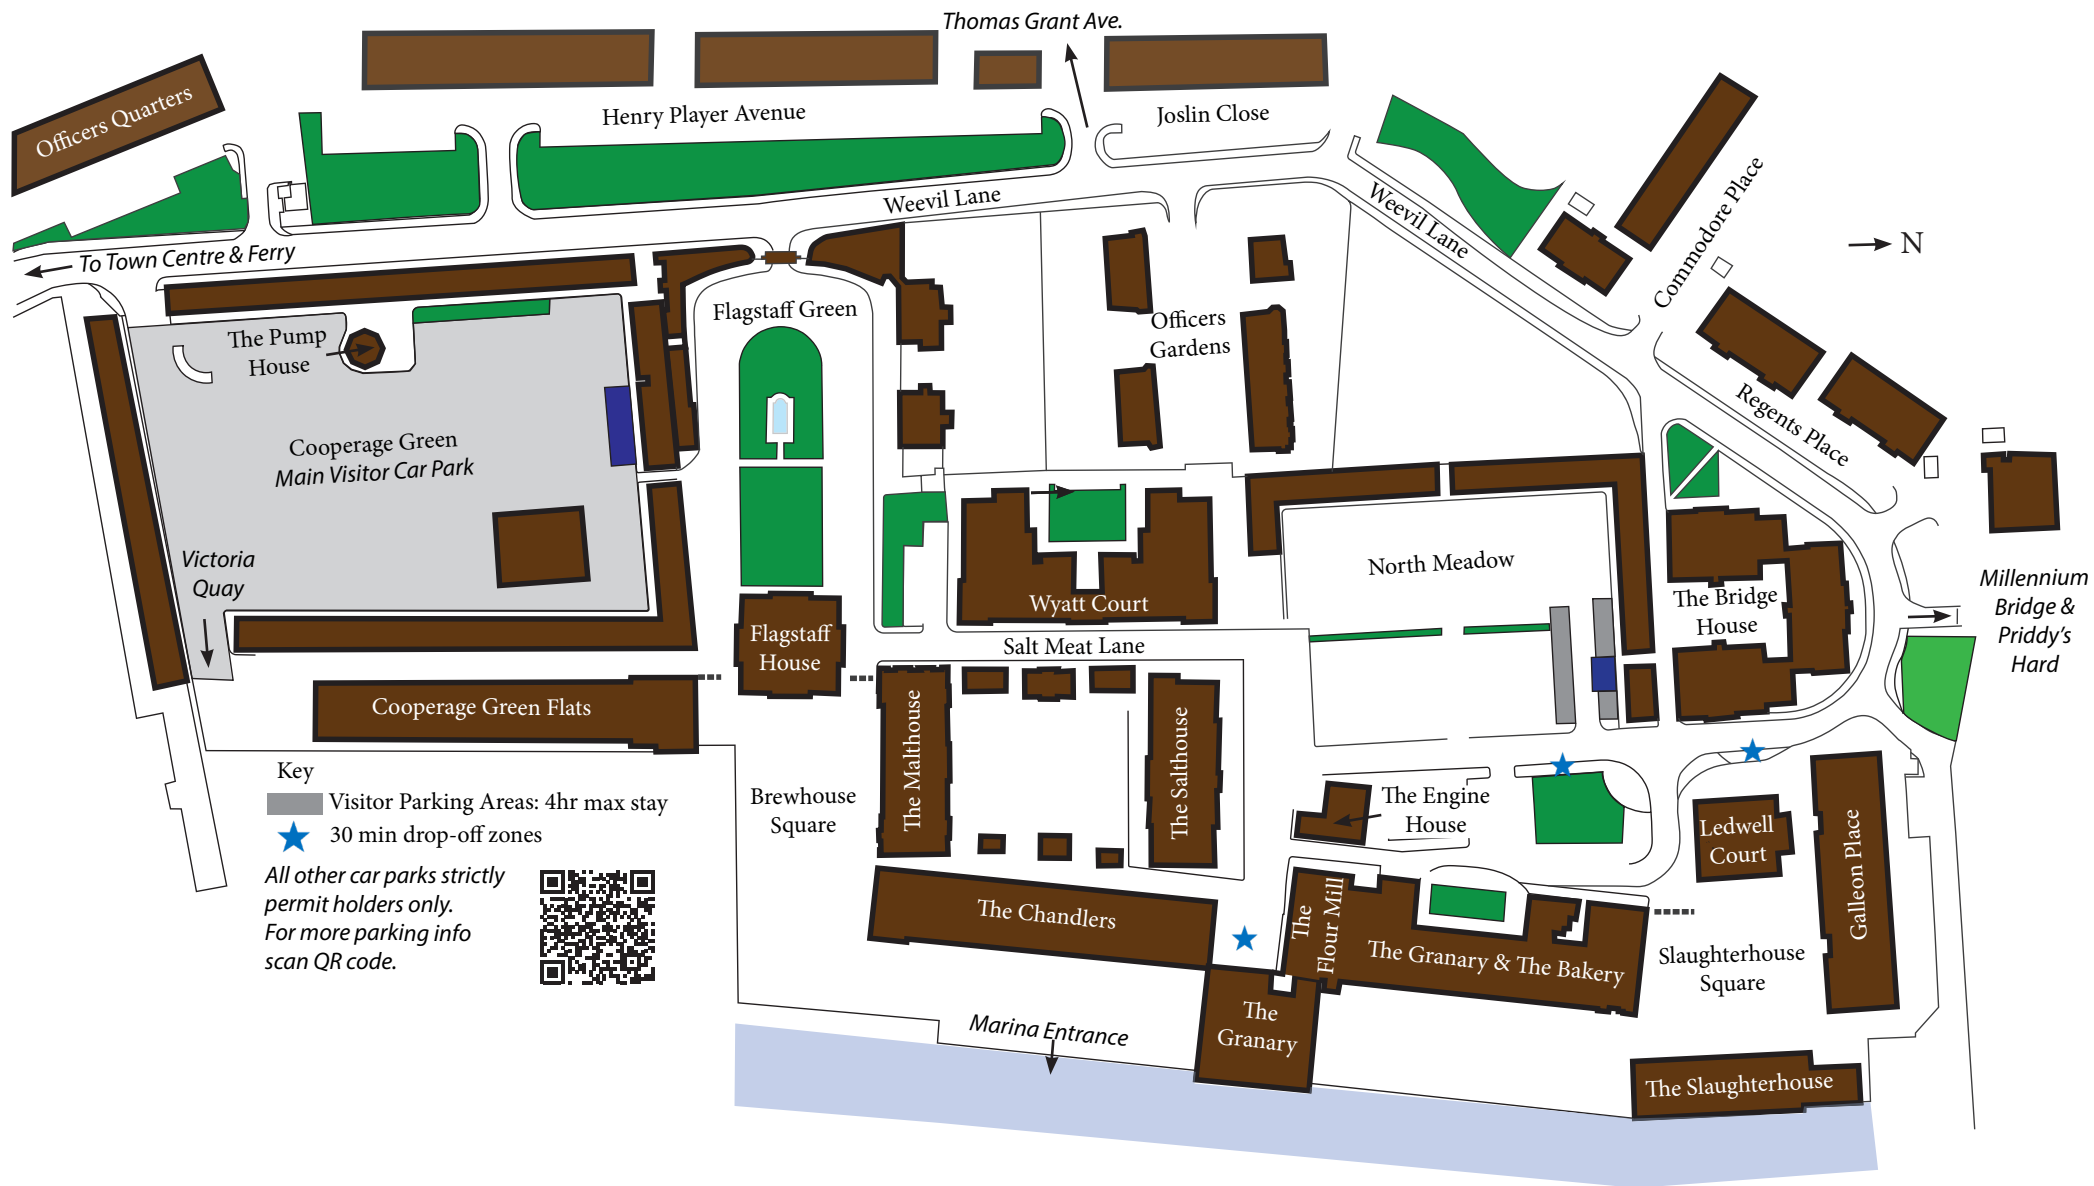 Thomas Grant Ave.
Officers Quarters
Henry Player Avenue
Joslin Close
Weevil Lane
Weevil Lane
Commodore Place
N
To Town Centre & Ferry
Flagstaff Green
The Pump
House
Officers
Gardens
Regents Place
Cooperage Green
Main Visitor Car Park
Victoria
Quay
North Meadow
Millennium
Bridge &
Priddy's
Hard
Wyatt Court
The Bridge
House
Flagstaff
House
Salt Meat Lane
Cooperage Green Flats
The Malthouse
The Salthouse
Key
Visitor Parking Areas: 4hr max stay
30 min drop-off zones
Brewhouse
Square
The Engine
House
Ledwell
Court
Galleon Place
All other car parks strictly
permit holders only.
For more parking info
scan QR code.
The Chandlers
The
Flour Mill
The Granary & The Bakery
Slaughterhouse
Square
The
Granary
Marina Entrance
The Slaughterhouse